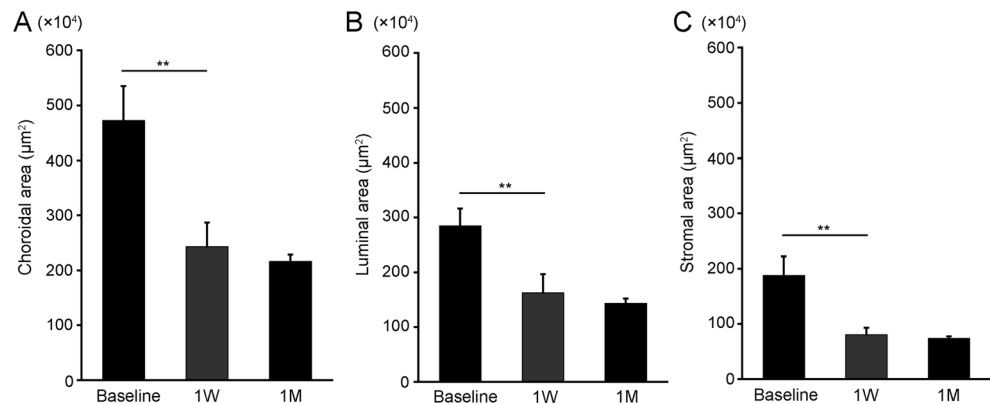 A (×10⁴)
Choroidal area (µm²)
600
500
400
300
200
100
0
**
Baseline 1W 1M
B (×10⁴)
Luminal area (µm²)
600
500
400
300
200
100
0
**
Baseline 1W 1M
C (×10⁴)
Stromal area (µm²)
600
500
400
300
200
100
0
**
Baseline 1W 1M